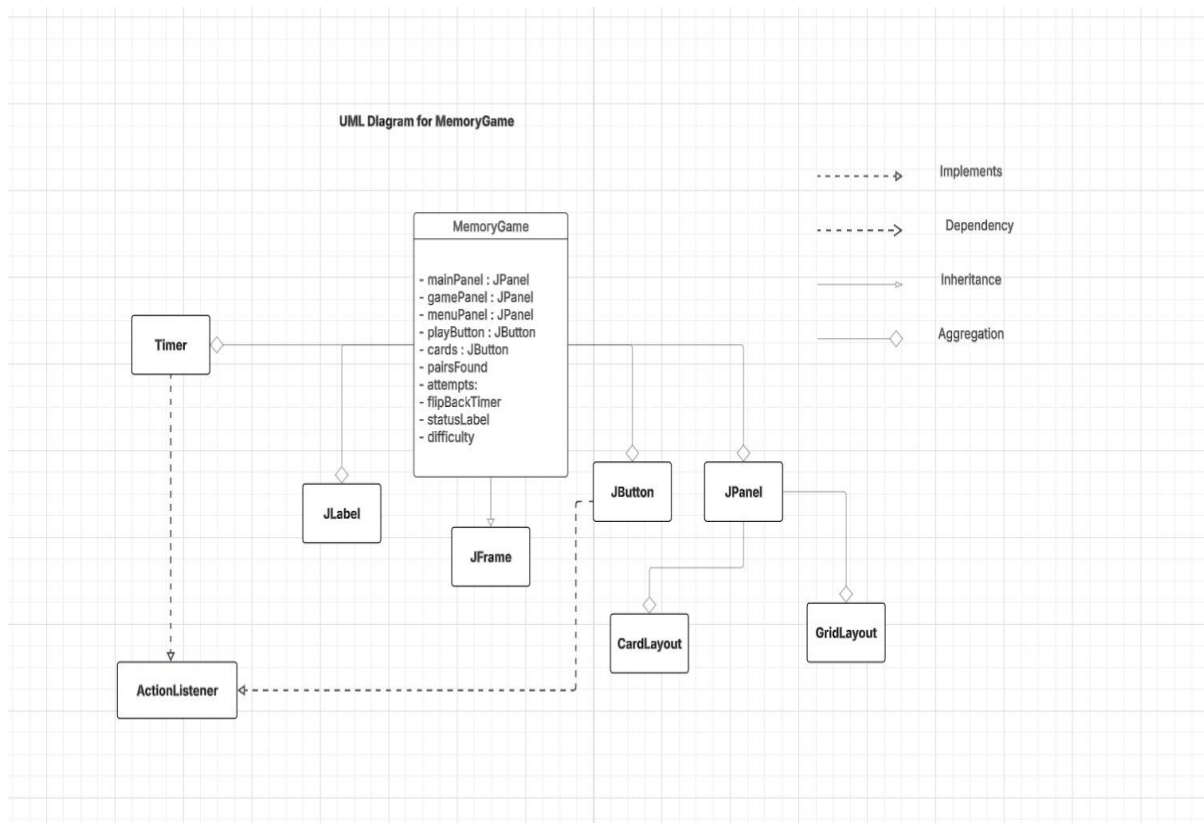 UML Diagram for MemoryGame
Implements
Dependency
Inheritance
Aggregation
MemoryGame
- mainPanel : JPanel
- gamePanel : JPanel
- menuPanel : JPanel
- playButton : JButton
- cards : JButton
- pairsFound
- attempts:
- flipBackTimer
- statusLabel
- difficulty
Timer
JLabel
JFrame
JButton
JPanel
CardLayout
GridLayout
ActionListener